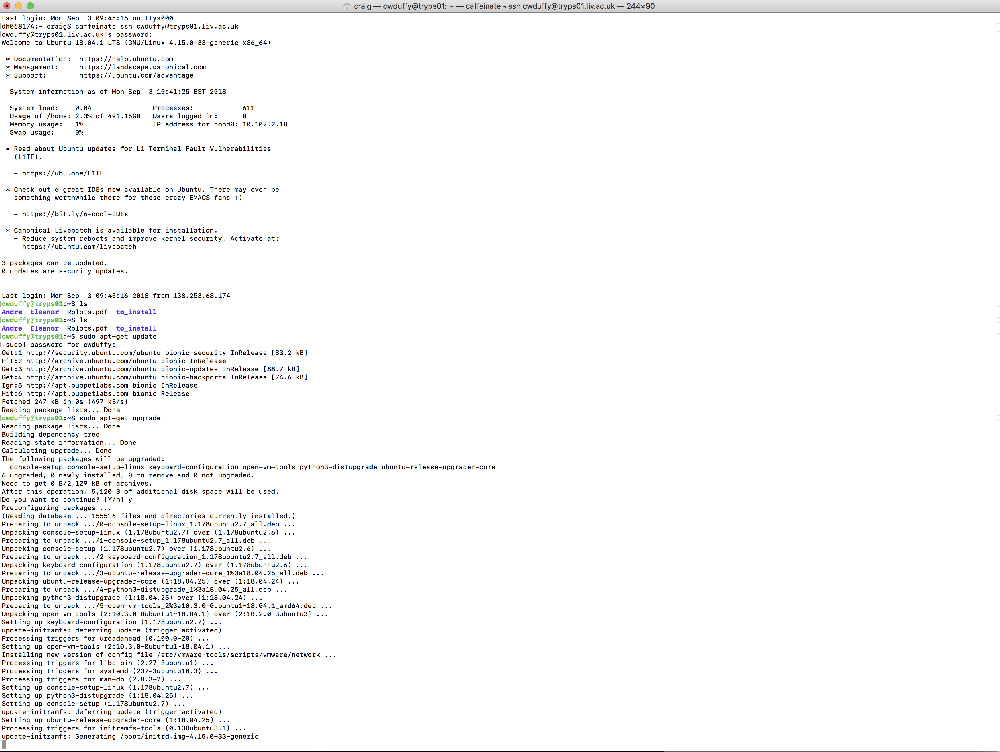 craig — cwduffy@tryps01: ~ — caffeinate ◂ ssh cwduffy@tryps01.liv.ac.uk — 244×90
Last login: Mon Sep  3 09:45:15 on ttys000
[dh068174:~ craig$ caffeinate ssh cwduffy@tryps01.liv.ac.uk ]
[cwduffy@tryps01.liv.ac.uk's password: ]
Welcome to Ubuntu 18.04.1 LTS (GNU/Linux 4.15.0-33-generic x86_64)
 * Documentation:  https://help.ubuntu.com
 * Management:     https://landscape.canonical.com
 * Support:        https://ubuntu.com/advantage
  System information as of Mon Sep  3 10:41:25 BST 2018
  System load:    0.04               Processes:            611
  Usage of /home: 2.3% of 491.15GB   Users logged in:      0
  Memory usage:   1%                 IP address for bond0: 10.102.2.10
  Swap usage:     0%
 * Read about Ubuntu updates for L1 Terminal Fault Vulnerabilities
   (L1TF).
   - https://ubu.one/L1TF
 * Check out 6 great IDEs now available on Ubuntu. There may even be
   something worthwhile there for those crazy EMACS fans ;)
   - https://bit.ly/6-cool-IDEs
 * Canonical Livepatch is available for installation.
   - Reduce system reboots and improve kernel security. Activate at:
     https://ubuntu.com/livepatch
3 packages can be updated.
0 updates are security updates.
Last login: Mon Sep  3 09:45:16 2018 from 138.253.68.174
[cwduffy@tryps01:~$ ls ]
Andre  Eleanor  Rplots.pdf  to_install
[cwduffy@tryps01:~$ ls ]
Andre  Eleanor  Rplots.pdf  to_install
[cwduffy@tryps01:~$ sudo apt-get update ]
[[sudo] password for cwduffy: ]
Get:1 http://security.ubuntu.com/ubuntu bionic-security InRelease [83.2 kB]
Hit:2 http://archive.ubuntu.com/ubuntu bionic InRelease
Get:3 http://archive.ubuntu.com/ubuntu bionic-updates InRelease [88.7 kB]
Get:4 http://archive.ubuntu.com/ubuntu bionic-backports InRelease [74.6 kB]
Ign:5 http://apt.puppetlabs.com bionic InRelease
Hit:6 http://apt.puppetlabs.com bionic Release
Fetched 247 kB in 0s (497 kB/s)
Reading package lists... Done
[cwduffy@tryps01:~$ sudo apt-get upgrade ]
Reading package lists... Done
Building dependency tree
Reading state information... Done
Calculating upgrade... Done
The following packages will be upgraded:
  console-setup console-setup-linux keyboard-configuration open-vm-tools python3-distupgrade ubuntu-release-upgrader-core
6 upgraded, 0 newly installed, 0 to remove and 0 not upgraded.
Need to get 0 B/2,129 kB of archives.
After this operation, 5,120 B of additional disk space will be used.
[Do you want to continue? [Y/n] y ]
Preconfiguring packages ...
(Reading database ... 155516 files and directories currently installed.)
Preparing to unpack .../0-console-setup-linux_1.178ubuntu2.7_all.deb ...
Unpacking console-setup-linux (1.178ubuntu2.7) over (1.178ubuntu2.6) ...
Preparing to unpack .../1-console-setup_1.178ubuntu2.7_all.deb ...
Unpacking console-setup (1.178ubuntu2.7) over (1.178ubuntu2.6) ...
Preparing to unpack .../2-keyboard-configuration_1.178ubuntu2.7_all.deb ...
Unpacking keyboard-configuration (1.178ubuntu2.7) over (1.178ubuntu2.6) ...
Preparing to unpack .../3-ubuntu-release-upgrader-core_1%3a18.04.25_all.deb ...
Unpacking ubuntu-release-upgrader-core (1:18.04.25) over (1:18.04.24) ...
Preparing to unpack .../4-python3-distupgrade_1%3a18.04.25_all.deb ...
Unpacking python3-distupgrade (1:18.04.25) over (1:18.04.24) ...
Preparing to unpack .../5-open-vm-tools_2%3a10.3.0-0ubuntu1~18.04.1_amd64.deb ...
Unpacking open-vm-tools (2:10.3.0-0ubuntu1~18.04.1) over (2:10.2.0-3ubuntu3) ...
Setting up keyboard-configuration (1.178ubuntu2.7) ...
update-initramfs: deferring update (trigger activated)
Processing triggers for ureadahead (0.100.0-20) ...
Setting up open-vm-tools (2:10.3.0-0ubuntu1~18.04.1) ...
Installing new version of config file /etc/vmware-tools/scripts/vmware/network ...
Processing triggers for libc-bin (2.27-3ubuntu1) ...
Processing triggers for systemd (237-3ubuntu10.3) ...
Processing triggers for man-db (2.8.3-2) ...
Setting up console-setup-linux (1.178ubuntu2.7) ...
Setting up python3-distupgrade (1:18.04.25) ...
Setting up console-setup (1.178ubuntu2.7) ...
update-initramfs: deferring update (trigger activated)
Setting up ubuntu-release-upgrader-core (1:18.04.25) ...
Processing triggers for initramfs-tools (0.130ubuntu3.1) ...
update-initramfs: Generating /boot/initrd.img-4.15.0-33-generic